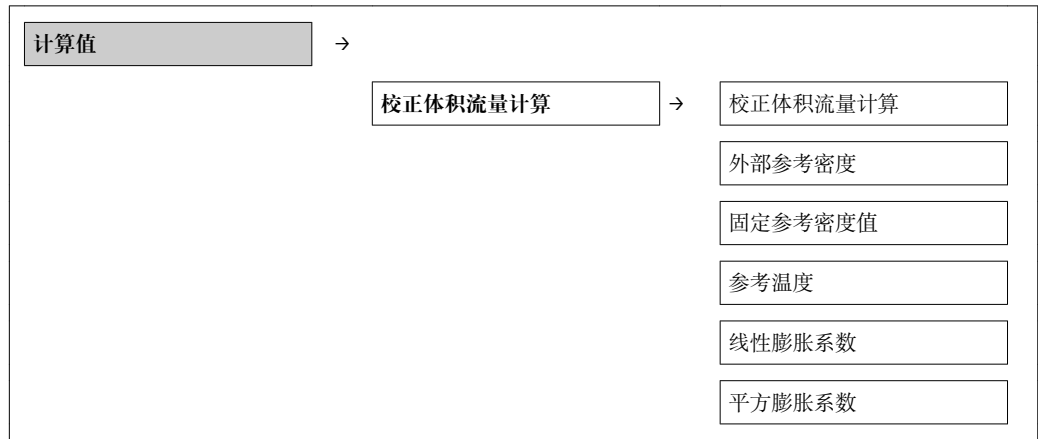 计算值 →
校正体积流量计算 → 校正体积流量计算
外部参考密度
固定参考密度值
参考温度
线性膨胀系数
平方膨胀系数